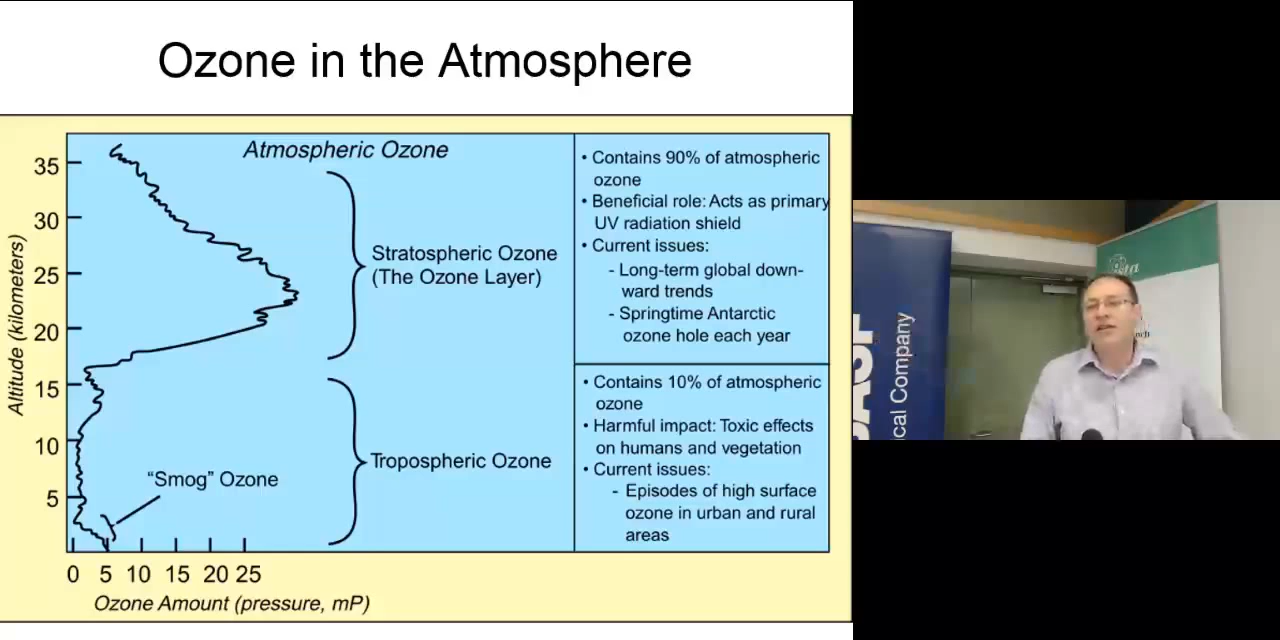 Ozone in the Atmosphere
Atmospheric Ozone
35
30
25
20
15
10
5
Altitude (kilometers)
Stratospheric Ozone
(The Ozone Layer)
Tropospheric Ozone
“Smog” Ozone
0 5 10 15 20 25
Ozone Amount (pressure, mP)
• Contains 90% of atmospheric
ozone
• Beneficial role: Acts as primary
UV radiation shield
• Current issues:
- Long-term global down-
ward trends
- Springtime Antarctic
ozone hole each year
• Contains 10% of atmospheric
ozone
• Harmful impact: Toxic effects
on humans and vegetation
• Current issues:
- Episodes of high surface
ozone in urban and rural
areas
ical Company